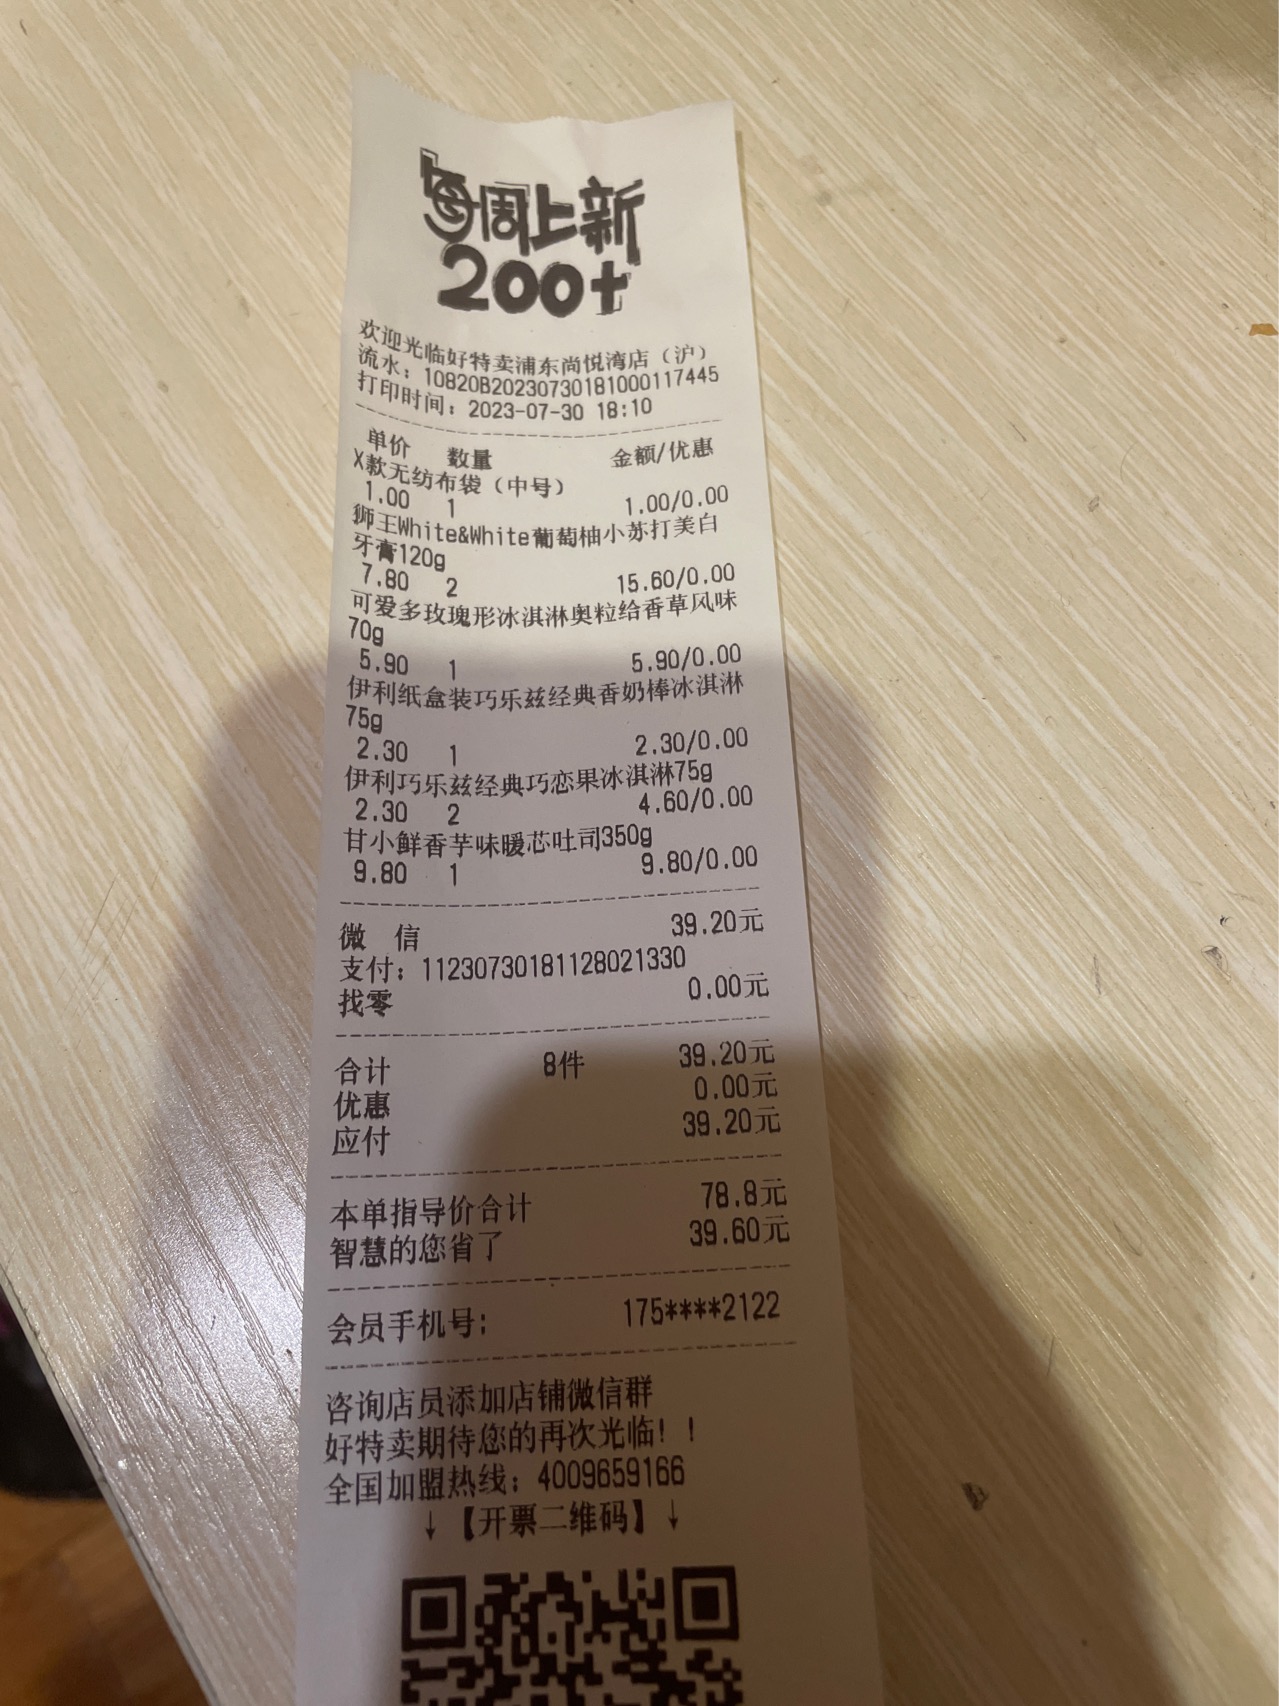 每周上新
200+
欢迎光临好特卖浦东尚悦湾店（沪）
流水：10820B20230730181000117445
打印时间：2023-07-30 18:10
单价 数量 金额/优惠
X款无纺布袋（中号）
1.00 1 1.00/0.00
狮王White&White葡萄柚小苏打美白
牙膏120g
7.80 2 15.60/0.00
可爱多玫瑰形冰淇淋奥粒给香草风味
70g
5.90 1 5.90/0.00
伊利纸盒装巧乐兹经典香奶棒冰淇淋
75g
2.30 1 2.30/0.00
伊利巧乐兹经典巧恋果冰淇淋75g
2.30 2 4.60/0.00
甘小鲜香芋味暖芯吐司350g
9.80 1 9.80/0.00
微 信 39.20元
支付：11230730181128021330
找零 0.00元
合计 8件 39.20元
优惠 0.00元
应付 39.20元
本单指导价合计 78.8元
智慧的您省了 39.60元
会员手机号： 175****2122
咨询店员添加店铺微信群
好特卖期待您的再次光临！！
全国加盟热线：4009659166
↓【开票二维码】↓